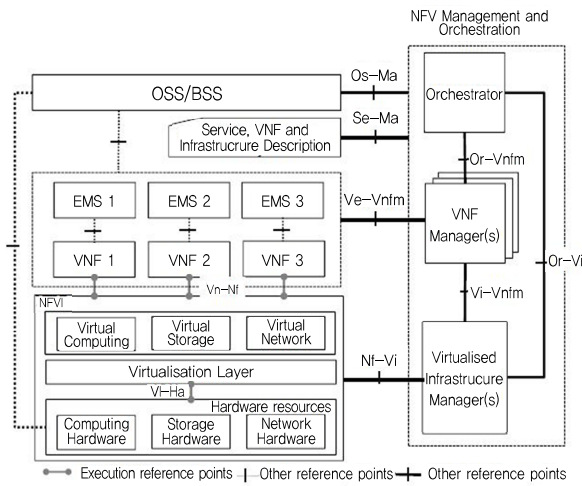 NFV Management and
Orchestration
Os-Ma
OSS/BSS
Orchestrator
Se-Ma
Service, VNF and
Infrastrucrure Description
Or-Vnfm
EMS 1
EMS 2
EMS 3
Ve-Vnfm
VNF
Manager(s)
VNF 1
VNF 2
VNF 3
Or-Vi
Vn-Nf
Vi-Vnfm
NFVI
Virtual
Computing
Virtual
Storage
Virtual
Network
Nf-Vi
Virtualised
Infrastrucure
Manager(s)
Virtualisation Layer
Vl-Ha
Hardware resources
Computing
Hardware
Storage
Hardware
Network
Hardware
Execution reference points
Other reference points
Other reference points